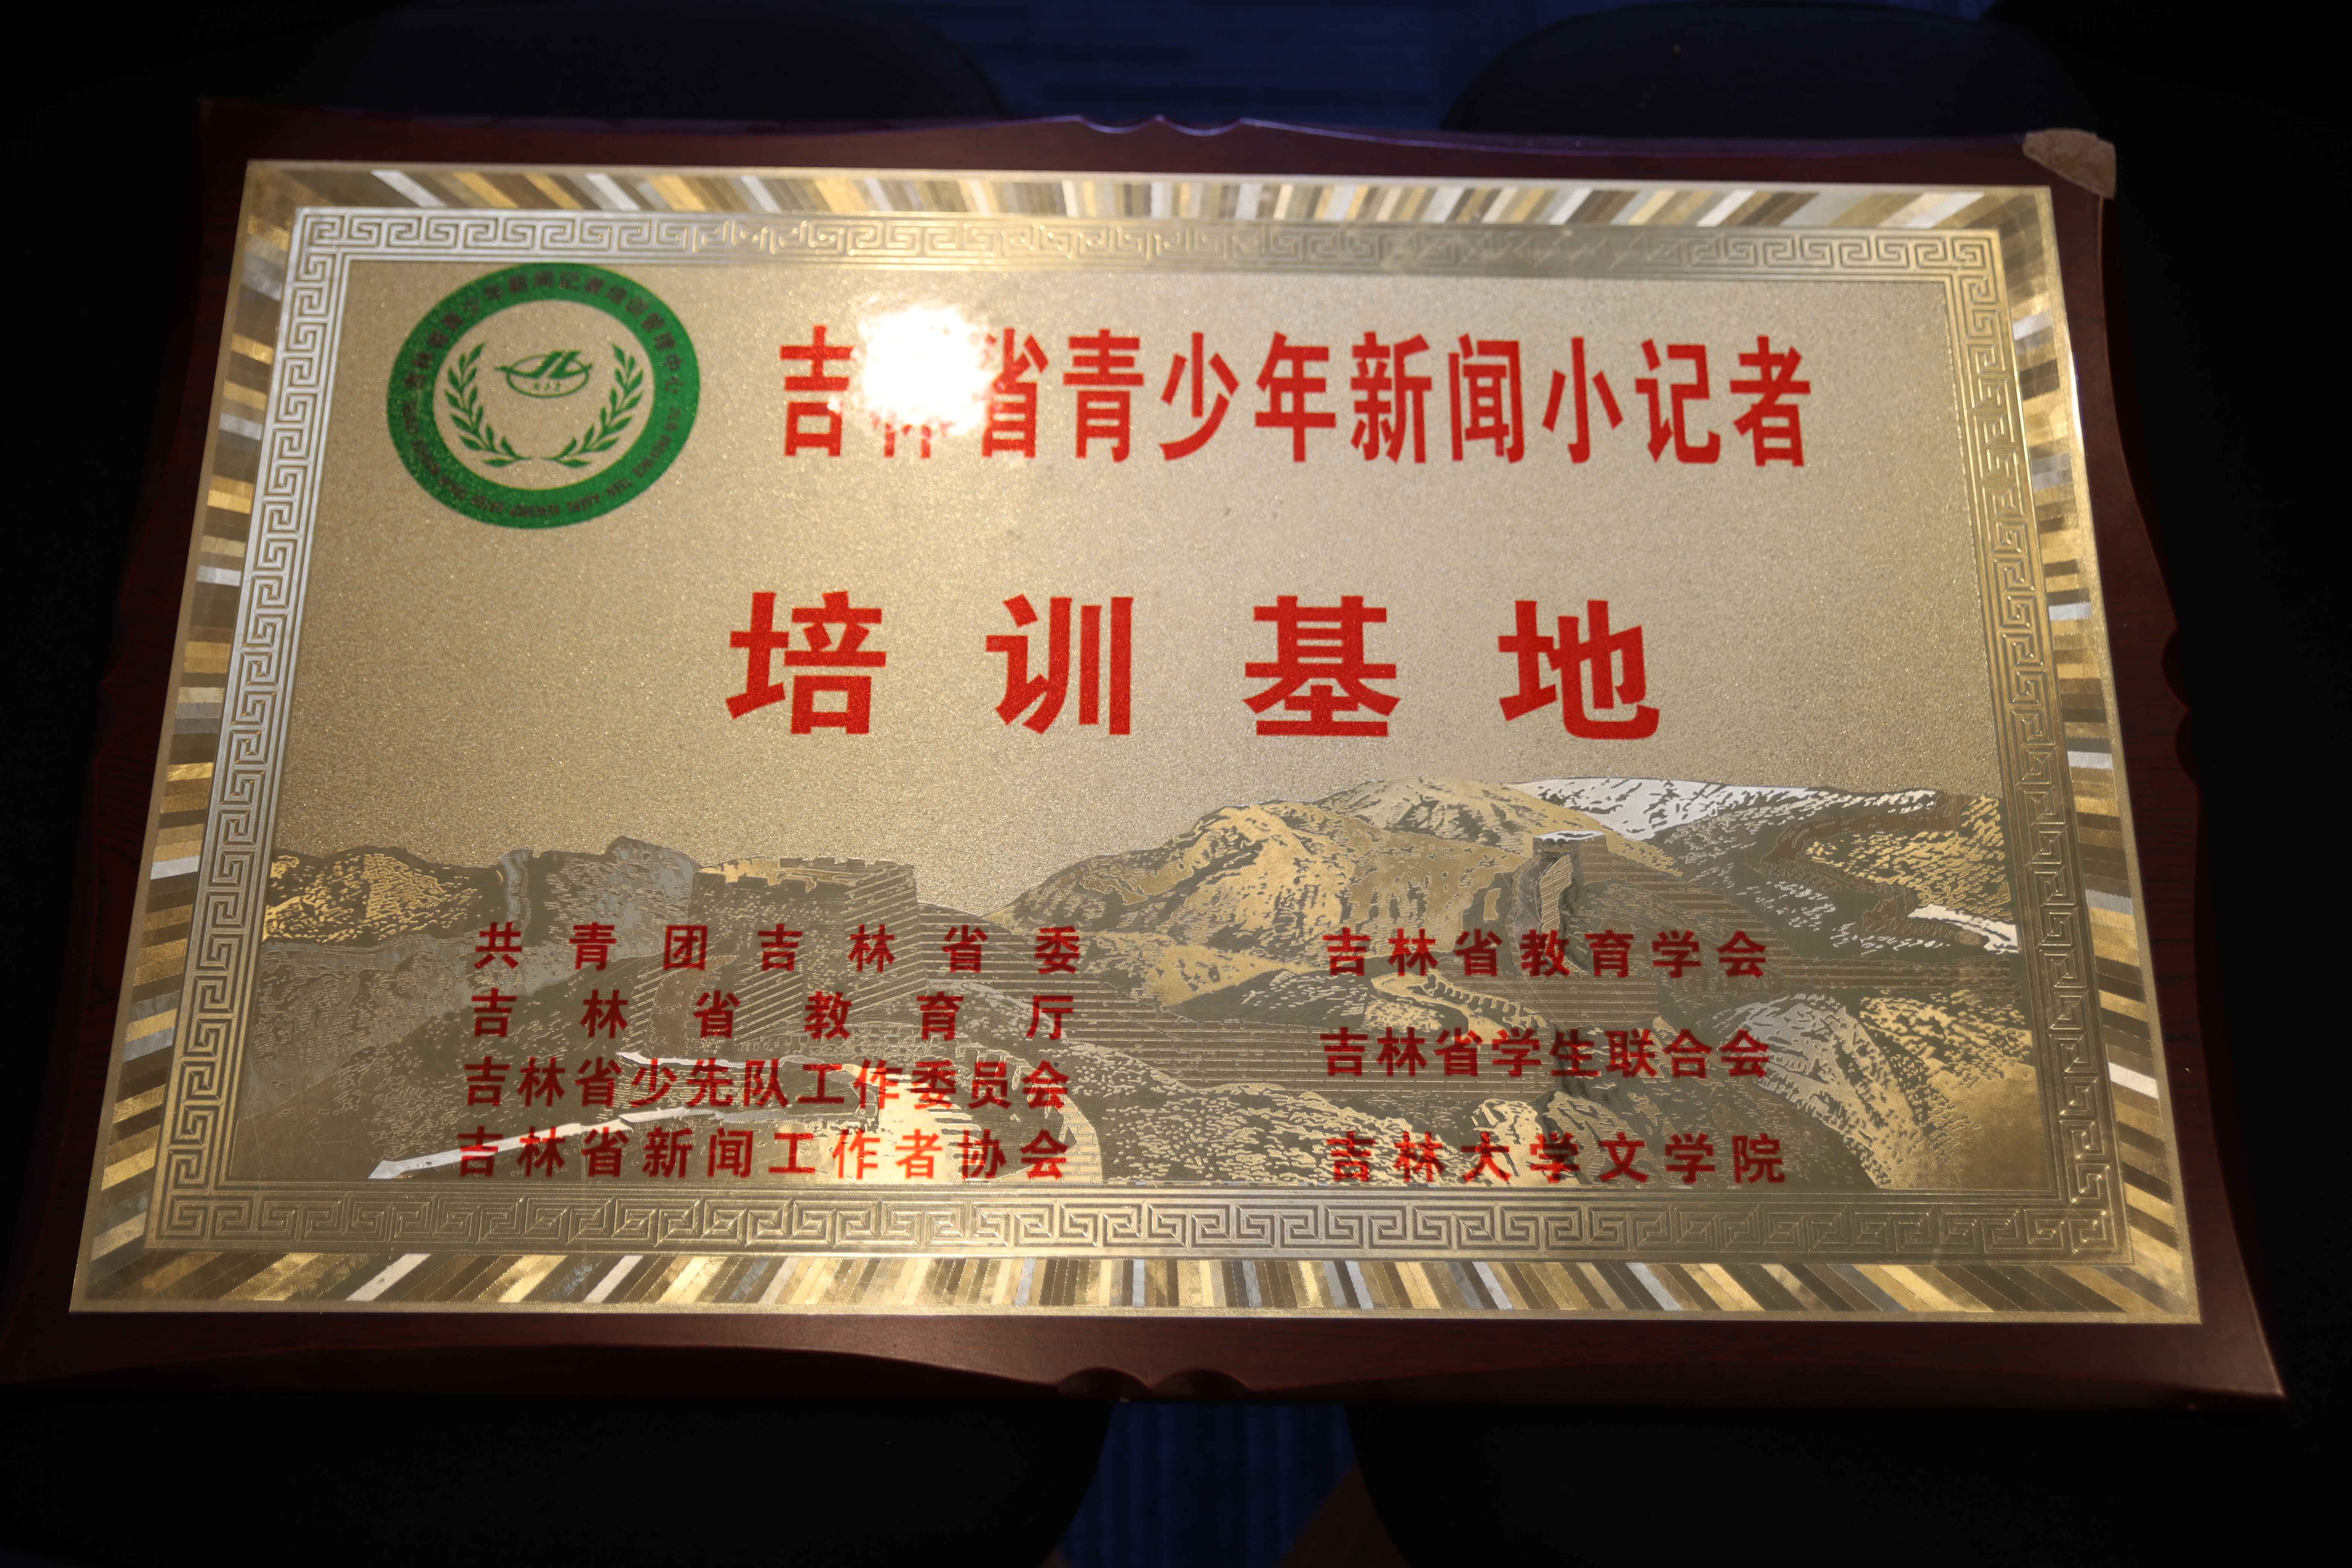 吉林省青少年新闻小记者
培训基地
共青团吉林省委
吉林省教育厅
吉林省少先队工作委员会
吉林省新闻工作者协会
吉林省教育学会
吉林省学生联合会
吉林大学文学院